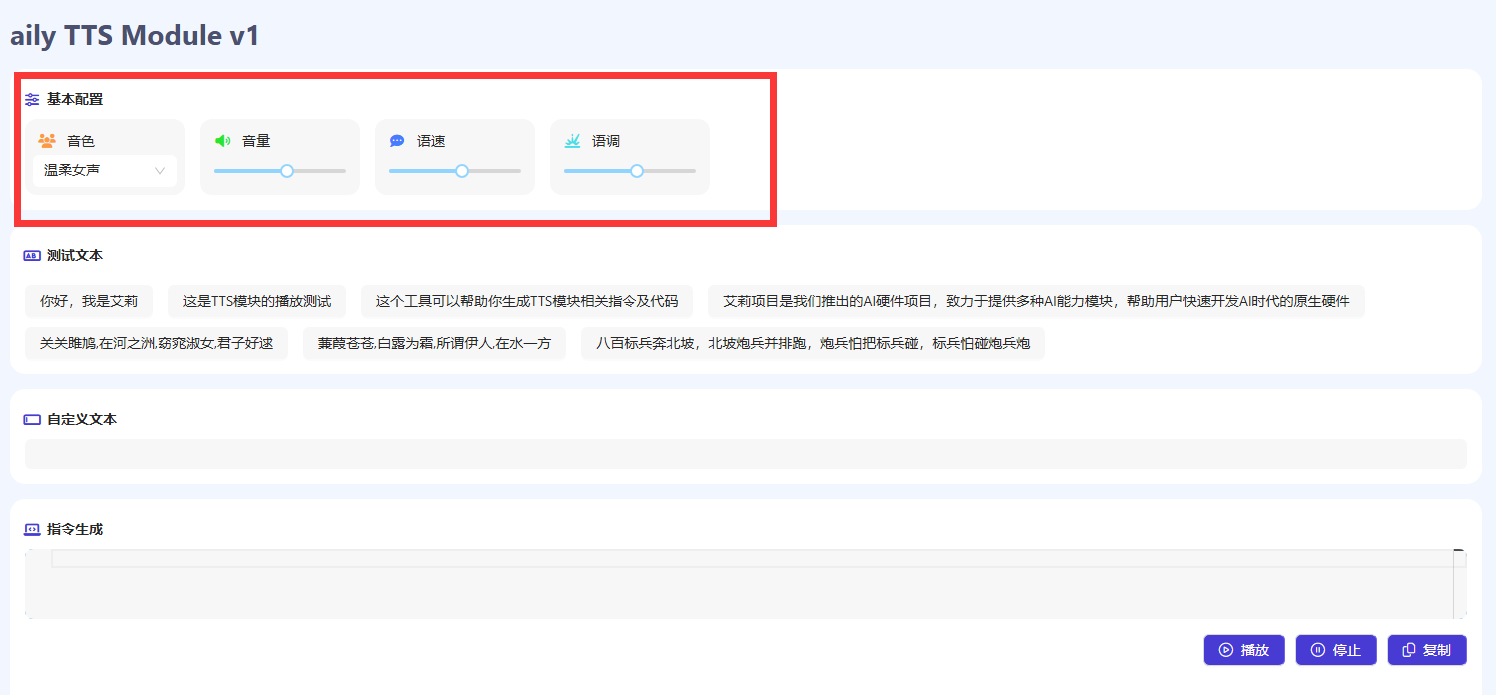 aily TTS Module v1
基本配置
音色 音量 语速 语调
温柔女声
测试文本
你好，我是艾莉 这是TTS模块的播放测试 这个工具可以帮助你生成TTS模块相关指令及代码 艾莉项目是我们推出的AI硬件项目，致力于提供多种AI能力模块，帮助用户快速开发AI时代的原生硬件
关关雎鸠,在河之洲,窈窕淑女,君子好逑 蒹葭苍苍,白露为霜,所谓伊人,在水一方 八百标兵奔北坡，北坡炮兵并排跑，炮兵怕把标兵碰，标兵怕碰炮兵炮
自定义文本
指令生成
播放 停止 复制